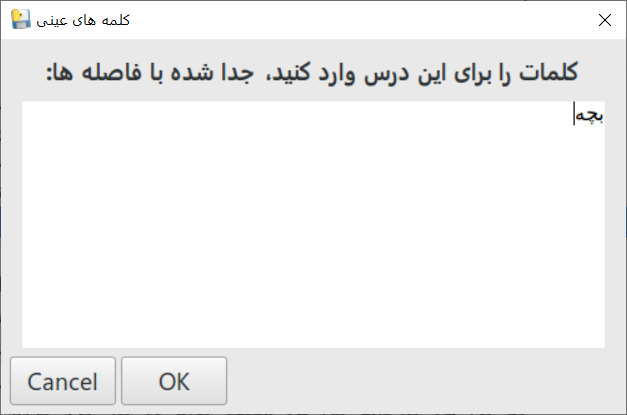 کلمه های عینی
کلمات را برای این درس وارد کنید، جدا شده با فاصله ها:
بچه
Cancel
OK